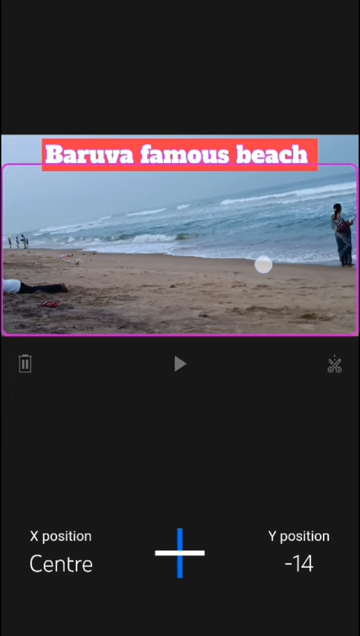 Baruva famous beach
X position
Centre
Y position
-14